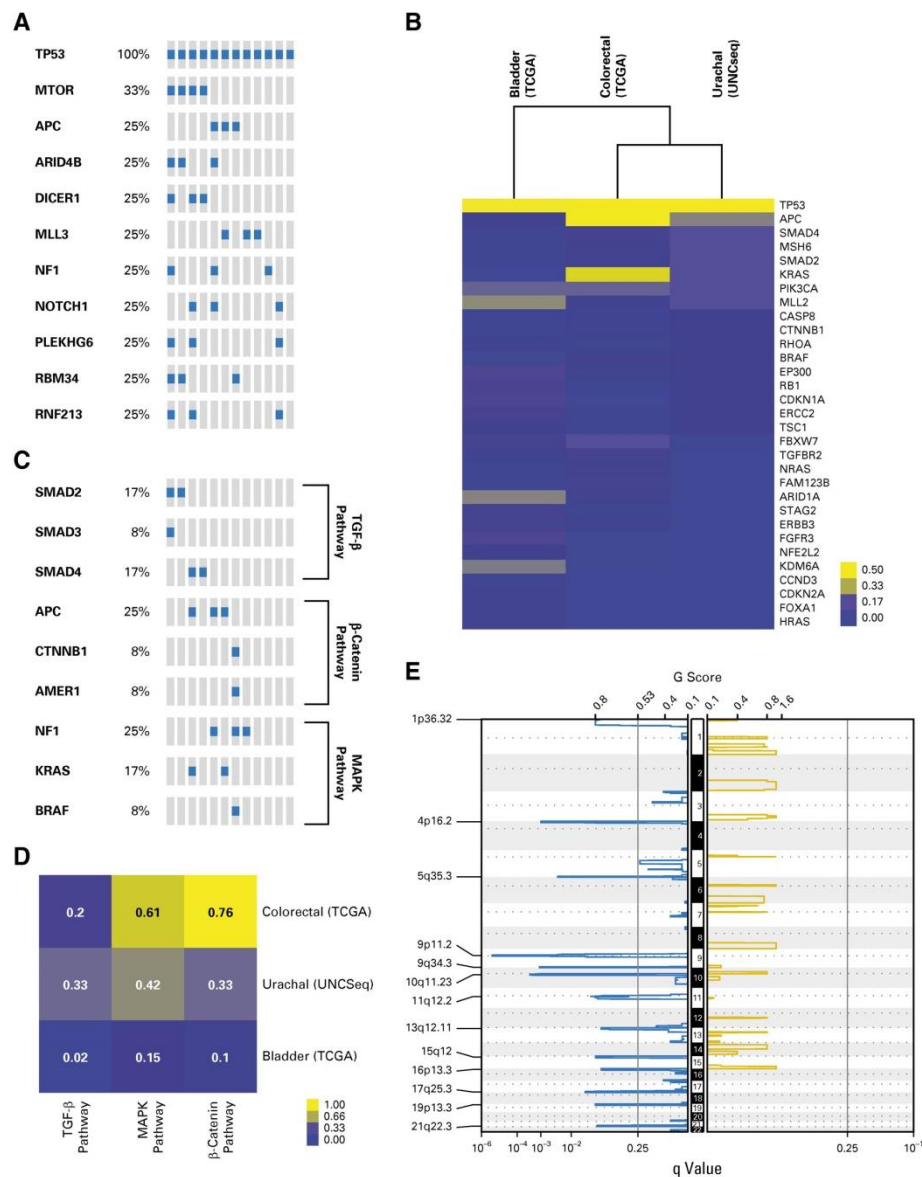 A
TP53 100%
MTOR 33%
APC 25%
ARID4B 25%
DICER1 25%
MLL3 25%
NF1 25%
NOTCH1 25%
PLEKHG6 25%
RBM34 25%
RNF213 25%
B
Bladder (TCGA)
Colorectal (TCGA)
Urachal (UNCseq)
TP53
APC
SMAD4
MSH6
SMAD2
KRAS
PIK3CA
MLL2
CASP8
CTNNB1
RHOA
BRAF
EP300
RB1
CDKN1A
ERCC2
TSC1
FBXW7
TGFBR2
NRAS
FAM123B
ARID1A
STAG2
ERBB3
FGFR3
NFE2L2
KDM6A
CCND3
CDKN2A
FOXA1
HRAS
0.50
0.33
0.17
0.00
C
SMAD2 17%
SMAD3 8%
SMAD4 17%
TGF-β Pathway
APC 25%
CTNNB1 8%
AMER1 8%
β-Catenin Pathway
NF1 25%
KRAS 17%
BRAF 8%
MAPK Pathway
D
0.2 0.61 0.76 Colorectal (TCGA)
0.33 0.42 0.33 Urachal (UNCSeq)
0.02 0.15 0.1 Bladder (TCGA)
TGF-β Pathway
MAPK Pathway
β-Catenin Pathway
1.00
0.66
0.33
0.00
E
G Score
0.8 0.53 0.4 0.1 0.1 0.4 0.8 1.6
1p36.32
4p16.2
5q35.3
9p11.2
9q34.3
10q11.23
11q12.2
13q12.11
15q12
16p13.3
17q25.3
19p13.3
21q22.3
1
2
3
4
5
6
7
8
9
10
11
12
13
14
15
16
17
18
19
20
21
22
10⁻⁶ 10⁻⁴ 10⁻³ 10⁻² 0.25 0.25 10⁻¹
q Value